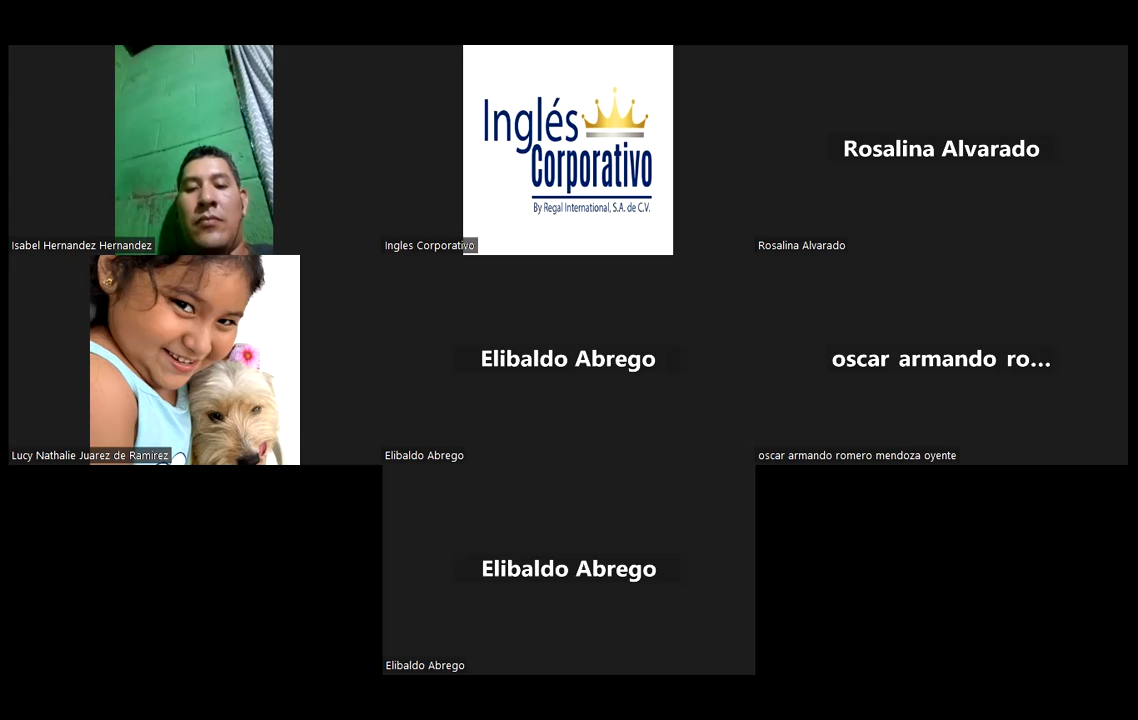 Inglés
Corporativo
By Regal International, S.A. de C.V.
Rosalina Alvarado
Isabel Hernandez Hernandez
Ingles Corporativo
Rosalina Alvarado
Elibaldo Abrego
oscar armando ro...
Lucy Nathalie Juarez de Ramirez
Elibaldo Abrego
oscar armando romero mendoza oyente
Elibaldo Abrego
Elibaldo Abrego